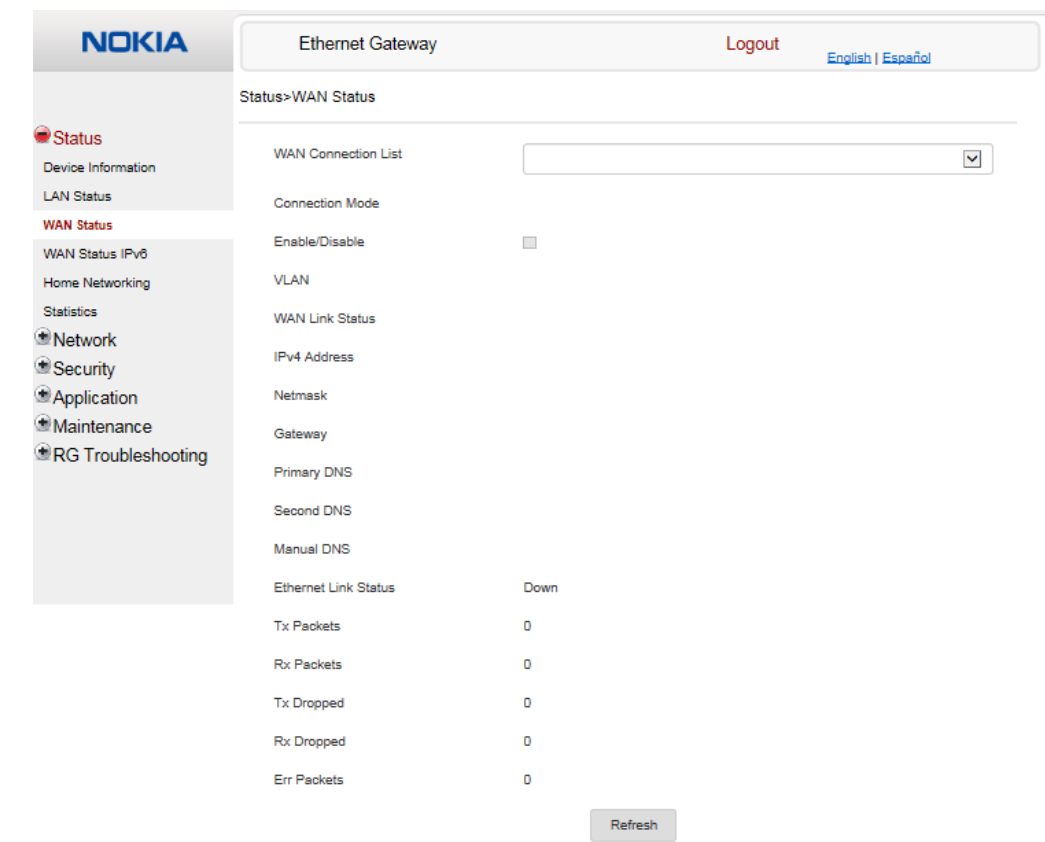 NOKIA
Ethernet Gateway
Logout
English | Español
Status>WAN Status
Status
Device Information
LAN Status
WAN Status
WAN Status IPv6
Home Networking
Statistics
Network
Security
Application
Maintenance
RG Troubleshooting
WAN Connection List
Connection Mode
Enable/Disable
VLAN
WAN Link Status
IPv4 Address
Netmask
Gateway
Primary DNS
Second DNS
Manual DNS
Ethernet Link Status Down
Tx Packets 0
Rx Packets 0
Tx Dropped 0
Rx Dropped 0
Err Packets 0
Refresh